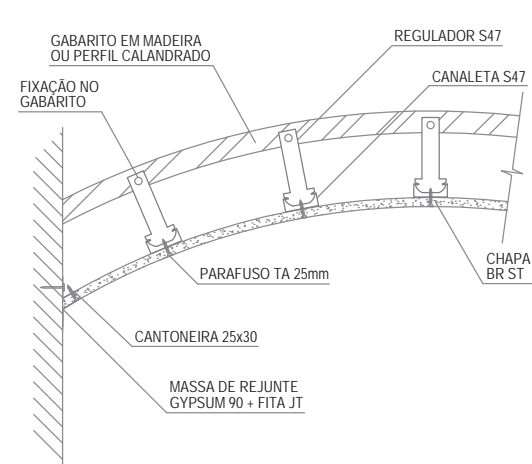 REGULADOR S47
GABARITO EM MADEIRA
OU PERFIL CALANDRADO
CANALETA S47
FIXAÇÃO NO
GABARITO
CHAPA
BR ST
PARAFUSO TA 25mm
CANTONEIRA 25x30
MASSA DE REJUNTE
GYPSUM 90 + FITA JT